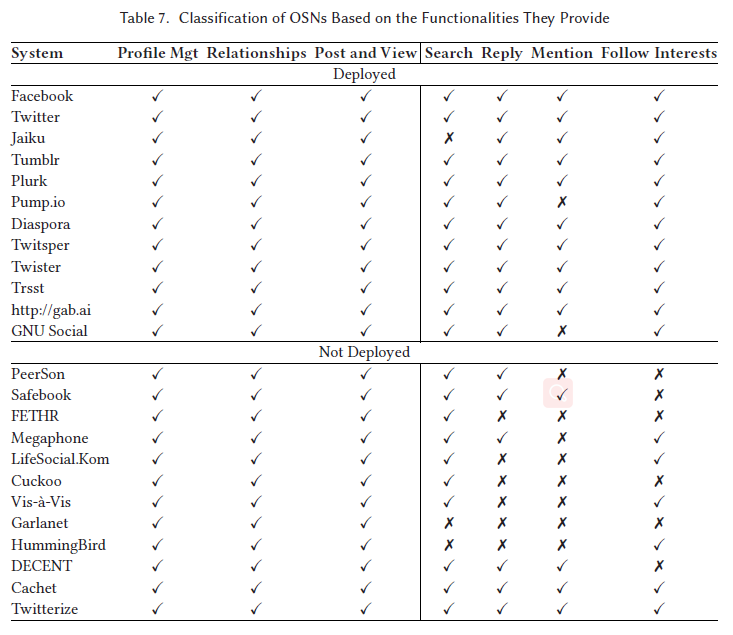 Table 7. Classification of OSNs Based on the Functionalities They Provide
System Profile Mgt Relationships Post and View Search Reply Mention Follow Interests
Deployed
Facebook ✓ ✓ ✓ ✓ ✓ ✓ ✓
Twitter ✓ ✓ ✓ ✓ ✓ ✓ ✓
Jaiku ✓ ✓ ✓ ✗ ✓ ✓ ✓
Tumblr ✓ ✓ ✓ ✓ ✓ ✓ ✓
Plurk ✓ ✓ ✓ ✓ ✓ ✓ ✓
Pump.io ✓ ✓ ✓ ✓ ✓ ✗ ✓
Diaspora ✓ ✓ ✓ ✓ ✓ ✓ ✓
Twitsper ✓ ✓ ✓ ✓ ✓ ✓ ✓
Twister ✓ ✓ ✓ ✓ ✓ ✓ ✓
Trsst ✓ ✓ ✓ ✓ ✓ ✓ ✓
http://gab.ai ✓ ✓ ✓ ✓ ✓ ✓ ✓
GNU Social ✓ ✓ ✓ ✓ ✓ ✗ ✓
Not Deployed
PeerSon ✓ ✓ ✓ ✓ ✓ ✗ ✗
Safebook ✓ ✓ ✓ ✓ ✓ ✓ ✗
FETHR ✓ ✓ ✓ ✓ ✗ ✗ ✗
Megaphone ✓ ✓ ✓ ✓ ✓ ✗ ✓
LifeSocial.Kom ✓ ✓ ✓ ✓ ✗ ✗ ✓
Cuckoo ✓ ✓ ✓ ✓ ✗ ✗ ✗
Vis-à-Vis ✓ ✓ ✓ ✓ ✗ ✗ ✓
Garlanet ✓ ✓ ✓ ✗ ✗ ✗ ✗
HummingBird ✓ ✓ ✓ ✗ ✗ ✗ ✓
DECENT ✓ ✓ ✓ ✓ ✓ ✓ ✗
Cachet ✓ ✓ ✓ ✓ ✓ ✓ ✓
Twitterize ✓ ✓ ✓ ✓ ✓ ✓ ✓